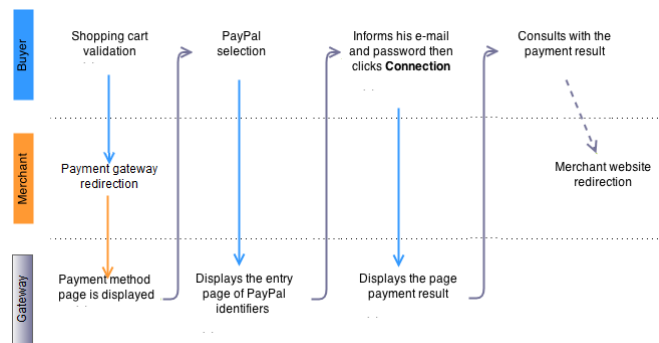 Buyer
Shopping cart
validation
PayPal
selection
Informs his e-mail
and password then
clicks Connection
Consults with the
payment result
Merchant
Payment gateway
redirection
Merchant website
redirection
Gateway
Payment method
page is displayed
Displays the entry
page of PayPal
identifiers
Displays the page
payment result